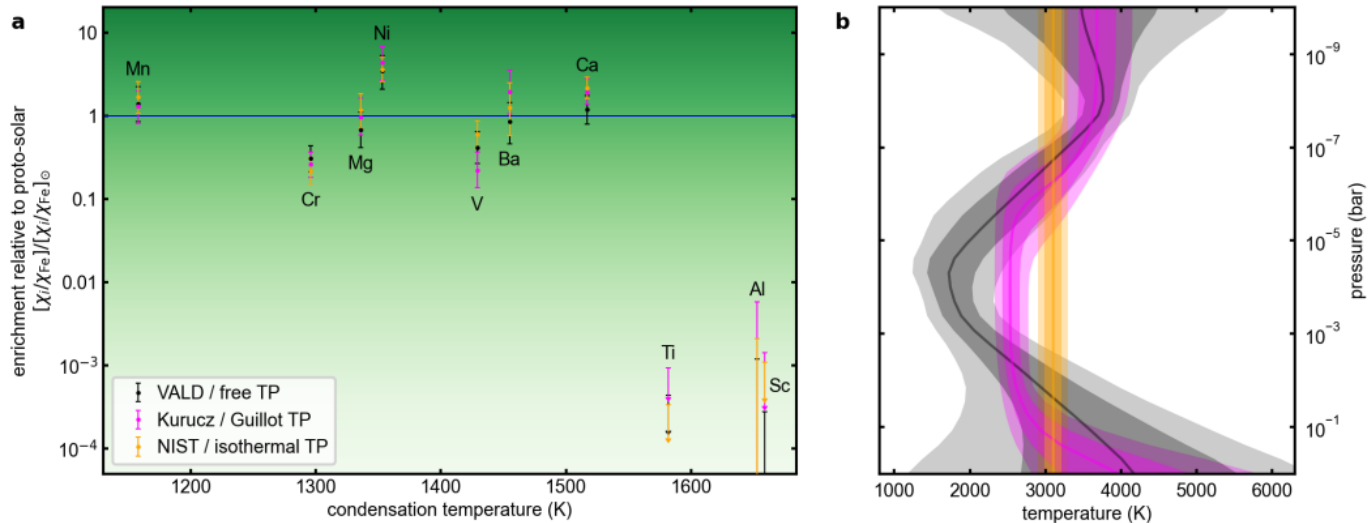 a
enrichment relative to proto-solar
[χi/χFe]/[χi/χFe]⊙
10
1
0.1
0.01
10⁻³
10⁻⁴
Mn
Cr
Mg
Ni
V
Ba
Ca
Ti
Al
Sc
VALD / free TP
Kurucz / Guillot TP
NIST / isothermal TP
1200 1300 1400 1500 1600
condensation temperature (K)
b
10⁻⁹
10⁻⁷
10⁻⁵
10⁻³
10⁻¹
pressure (bar)
1000 2000 3000 4000 5000 6000
temperature (K)